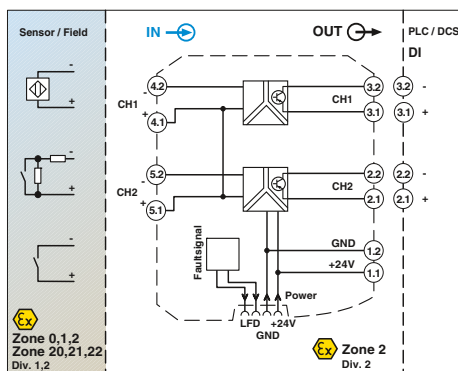 Sensor / Field
IN
OUT
PLC / DCS
DI
-
+
-
+
-
+
4.2
-
CH1
+
4.1
5.2
-
CH2
+
5.1
3.2
CH1
3.1
2.2
CH2
2.1
GND
1.2
+24V
1.1
3.2 -
3.1 +
2.2 -
2.1 +
Faultsignal
Power
LFD +24V
GND
Ex
Zone 0,1,2
Zone 20,21,22
Div. 1,2
Ex Zone 2
Div. 2